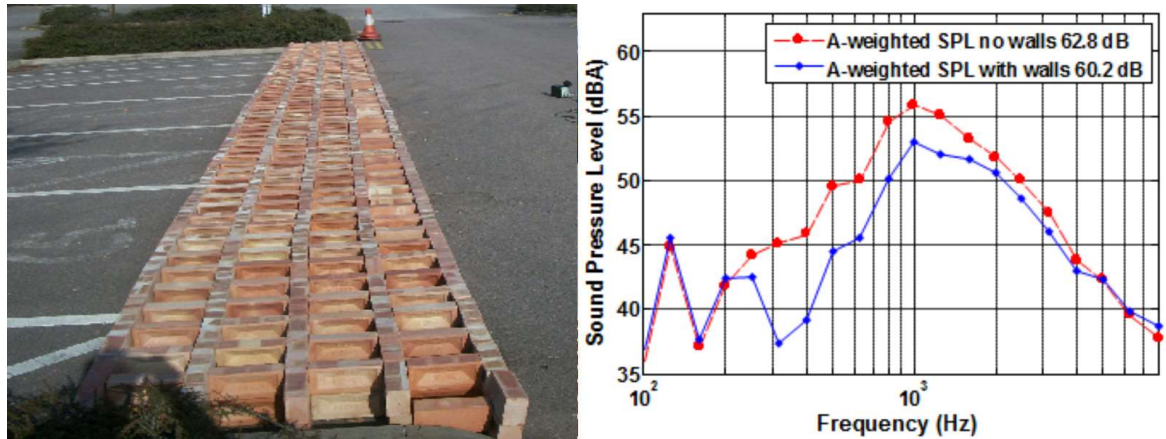 A-weighted SPL no walls 62.8 dB
A-weighted SPL with walls 60.2 dB
Sound Pressure Level (dBA)
60
55
50
45
40
35
10²
10³
Frequency (Hz)